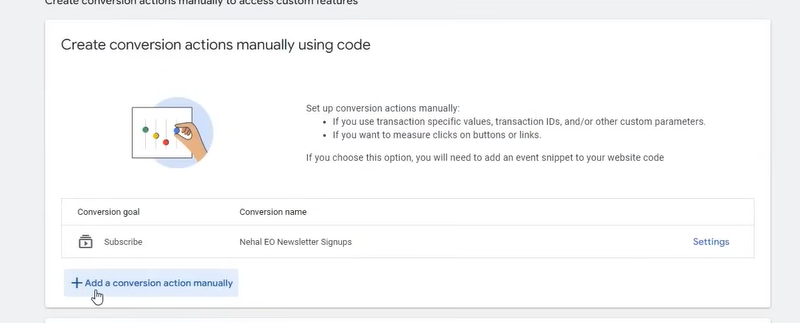 Create conversion actions manually to access custom features
Create conversion actions manually using code
Set up conversion actions manually:
• If you use transaction specific values, transaction IDs, and/or other custom parameters.
• If you want to measure clicks on buttons or links.
If you choose this option, you will need to add an event snippet to your website code
Conversion goal Conversion name
Subscribe Nehal EO Newsletter Signups Settings
+ Add a conversion action manually